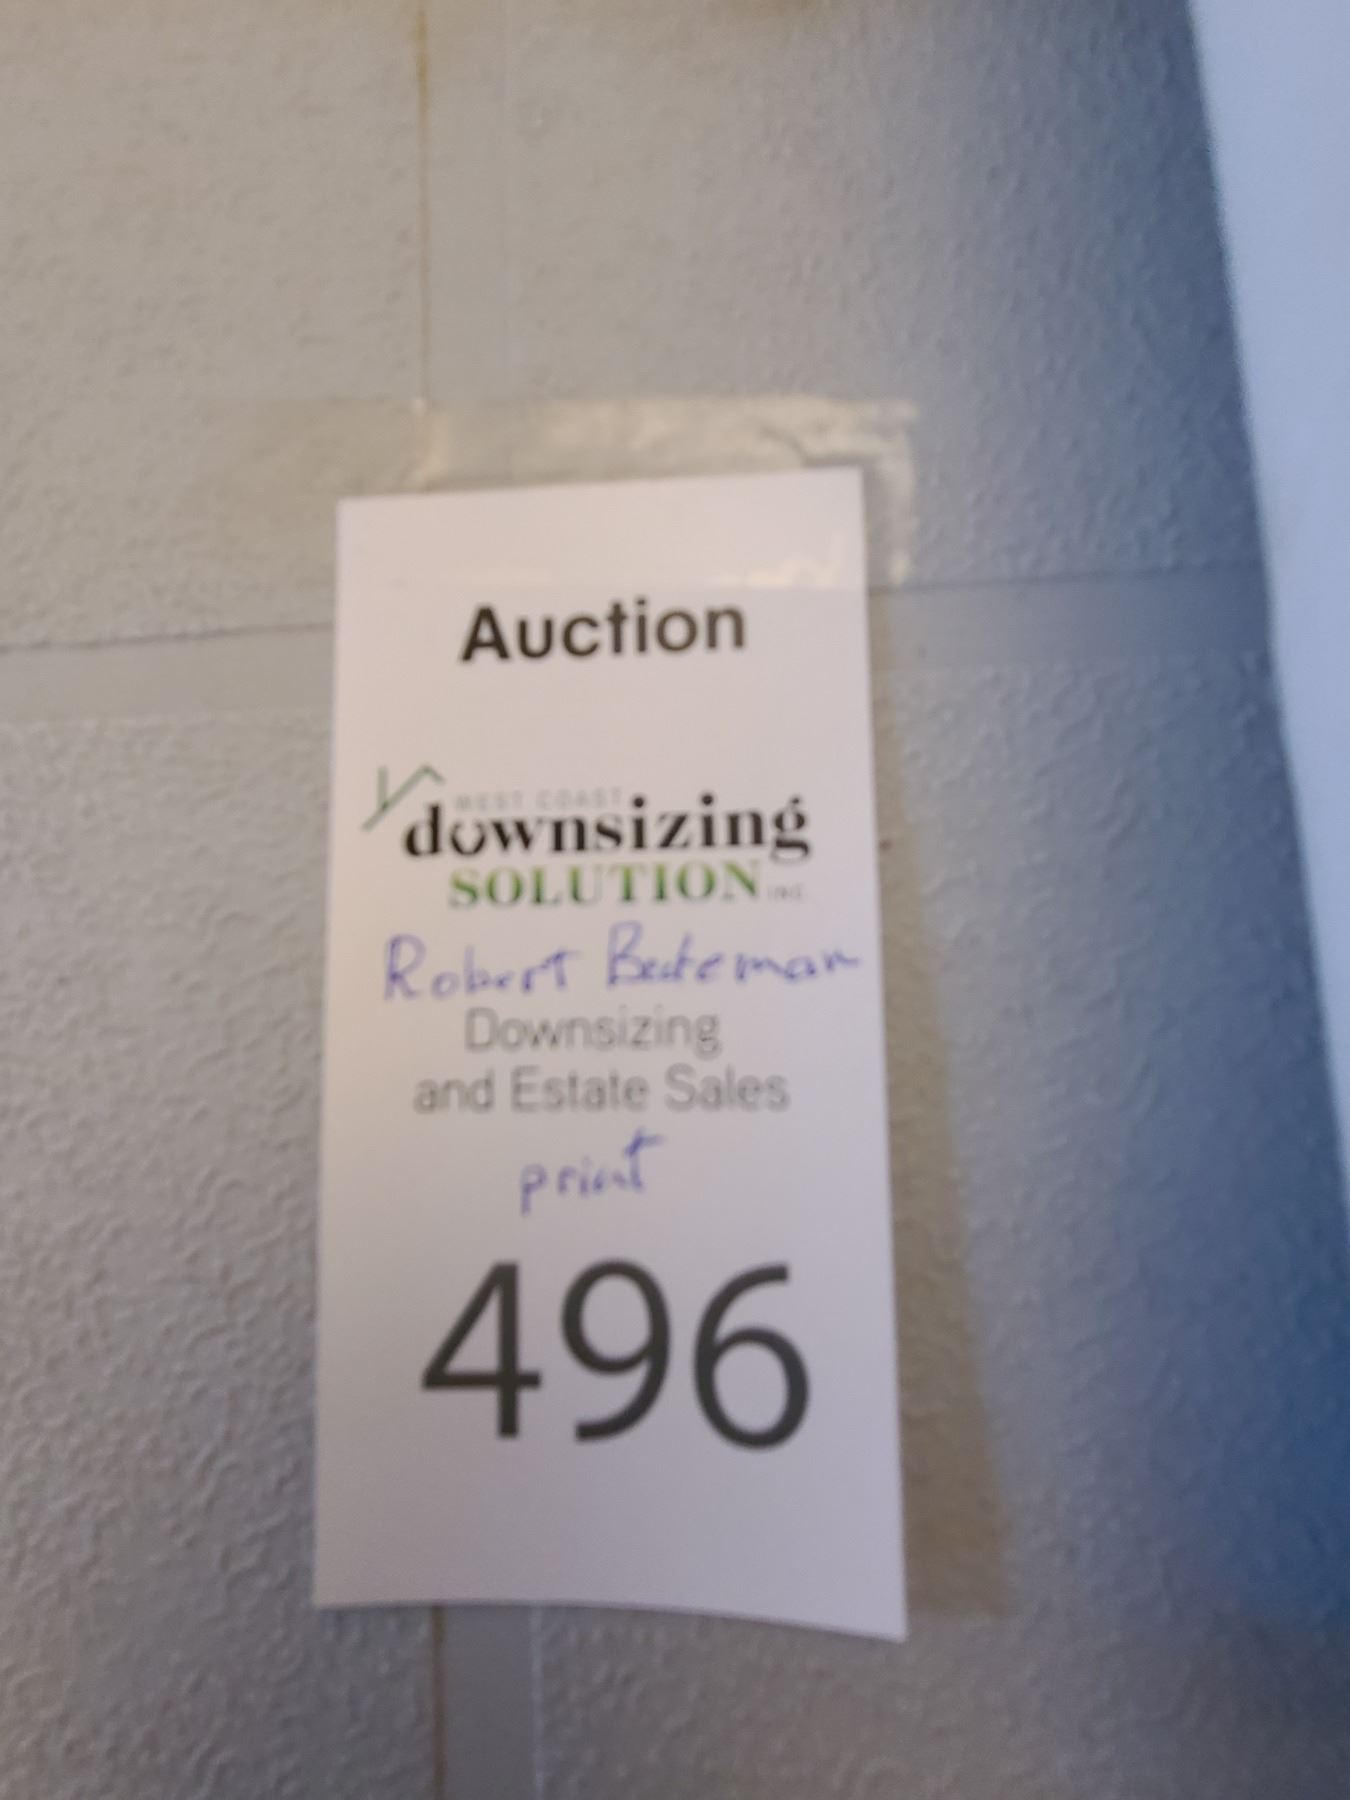 Auction
WEST COAST
downsizing
SOLUTION INC.
Robert Bateman
Downsizing
and Estate Sales
print
496